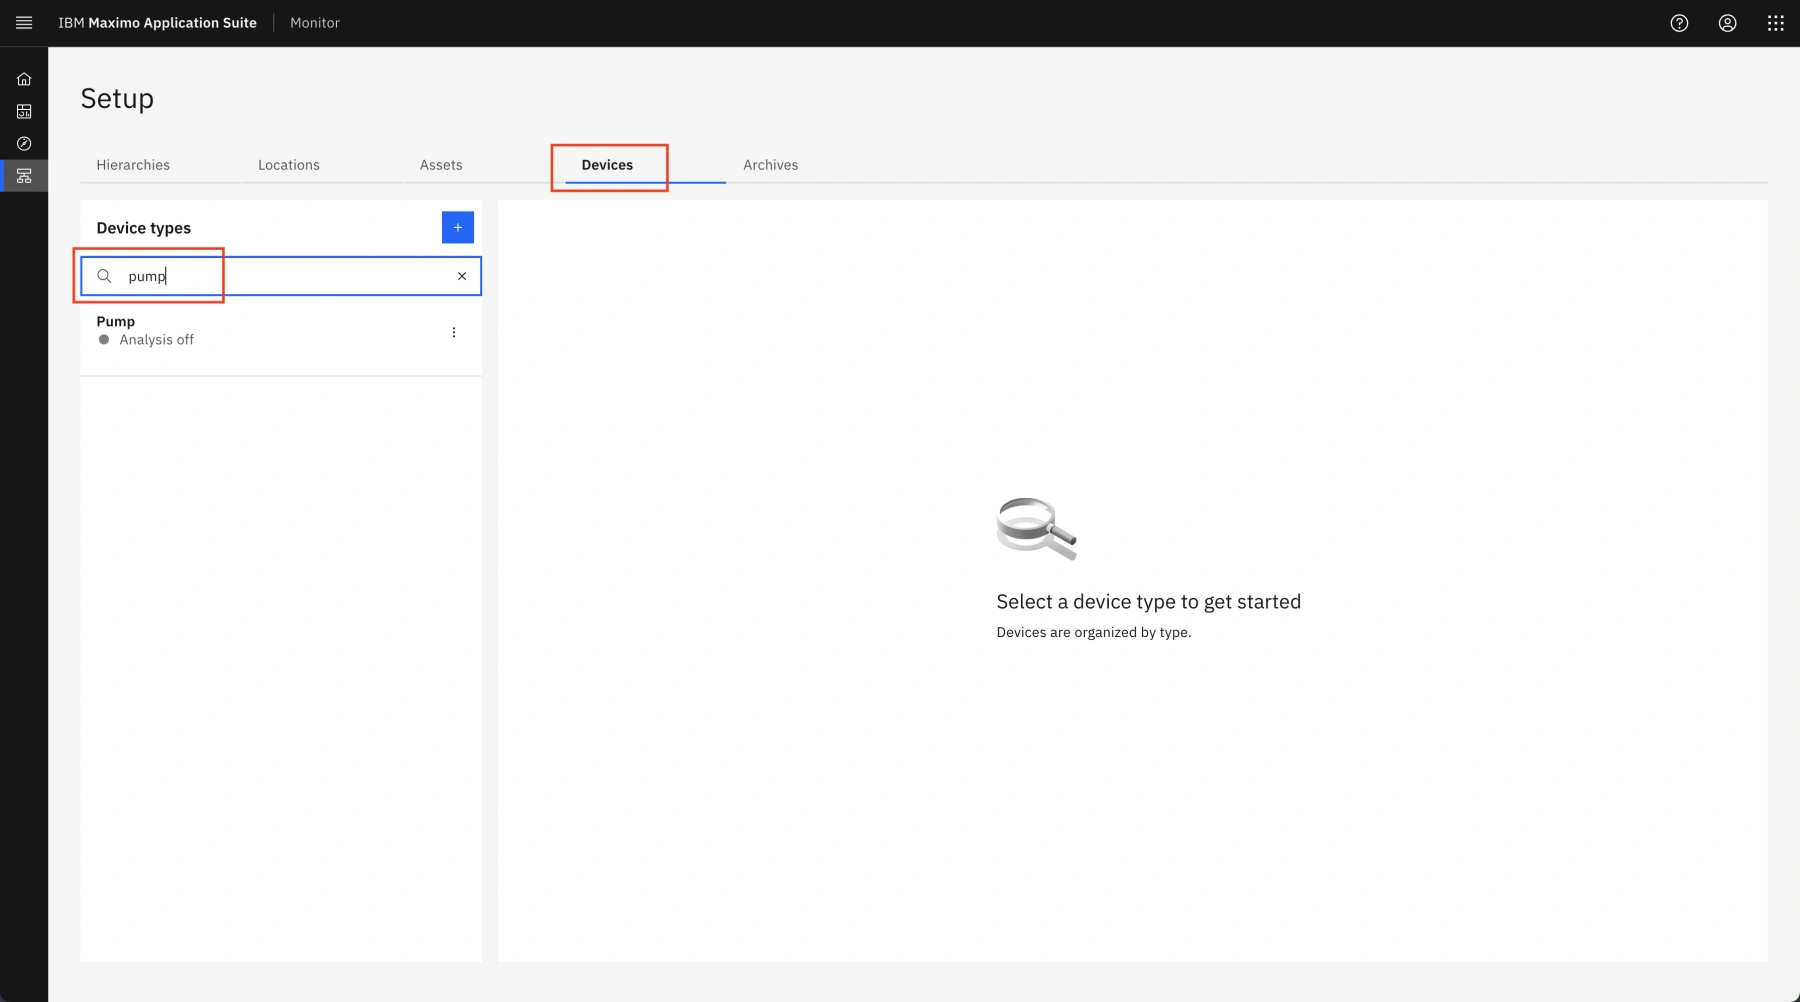 IBM Maximo Application Suite Monitor
Setup
Hierarchies Locations Assets Devices Archives
Device types
pump
Pump
Analysis off
Select a device type to get started
Devices are organized by type.